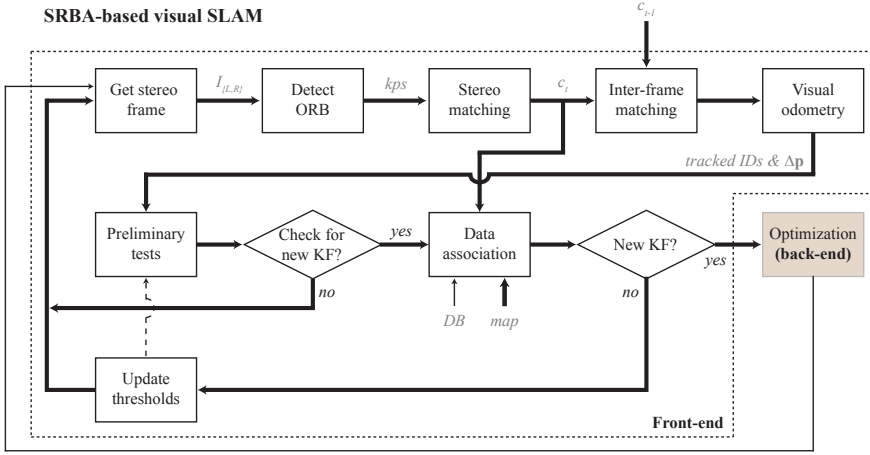 SRBA-based visual SLAM
c_{t-1}
Get stereo
frame
I_{{L,R}}
Detect
ORB
kps
Stereo
matching
c_t
Inter-frame
matching
Visual
odometry
tracked IDs & Δp
Preliminary
tests
Check for
new KF?
yes
no
Data
association
DB
map
New KF?
yes
no
Optimization
(back-end)
Update
thresholds
Front-end